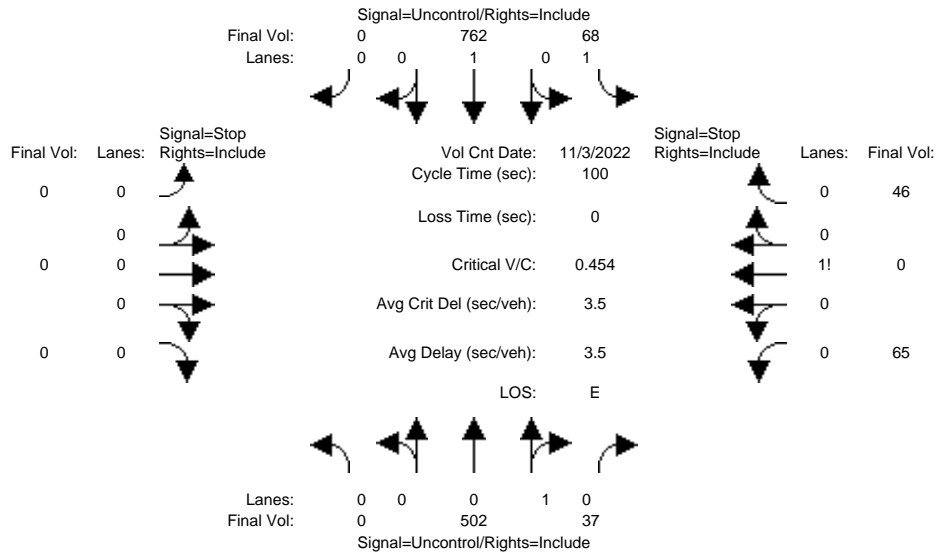 Signal=Uncontrol/Rights=Include
Final Vol: 0 762 68
Lanes: 0 0 1 0 1
Signal=Stop Signal=Stop
Final Vol: Lanes: Rights=Include Vol Cnt Date: 11/3/2022 Rights=Include Lanes: Final Vol:
Cycle Time (sec): 100
0 0 0 46
Loss Time (sec): 0
0 0
0 0 Critical V/C: 0.454 1! 0
0 Avg Crit Del (sec/veh): 3.5 0
0 0 Avg Delay (sec/veh): 3.5 0 65
LOS: E
Lanes: 0 0 0 1 0
Final Vol: 0 502 37
Signal=Uncontrol/Rights=Include